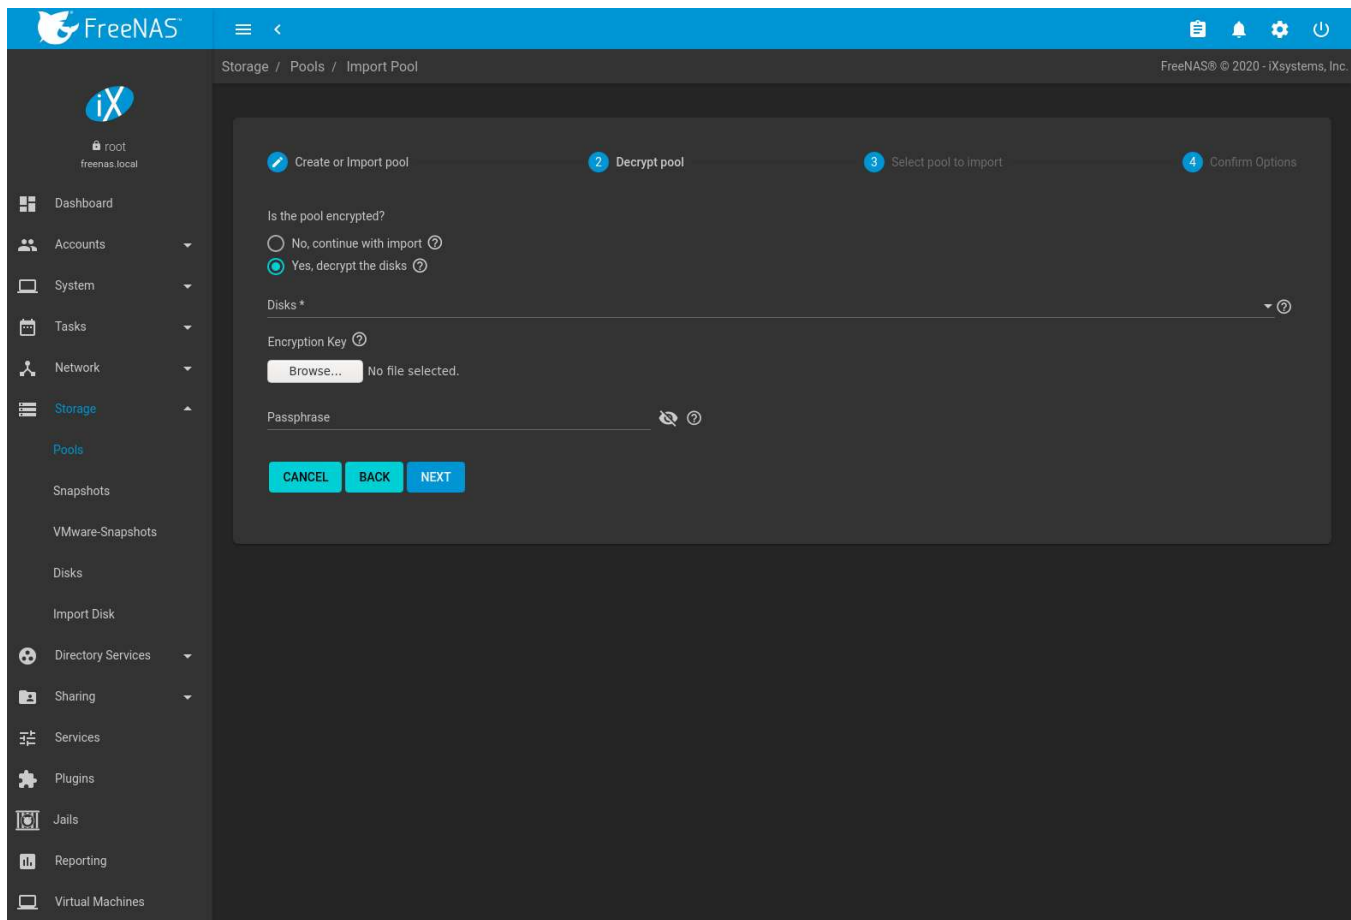 FreeNAS®
Storage / Pools / Import Pool
FreeNAS® © 2020 - iXsystems, Inc.
iX
root
freenas.local
Dashboard
Accounts
System
Tasks
Network
Storage
Pools
Snapshots
VMware-Snapshots
Disks
Import Disk
Directory Services
Sharing
Services
Plugins
Jails
Reporting
Virtual Machines
Create or Import pool
2 Decrypt pool
3 Select pool to import
4 Confirm Options
Is the pool encrypted?
No, continue with import
Yes, decrypt the disks
Disks *
Encryption Key
Browse... No file selected.
Passphrase
CANCEL BACK NEXT